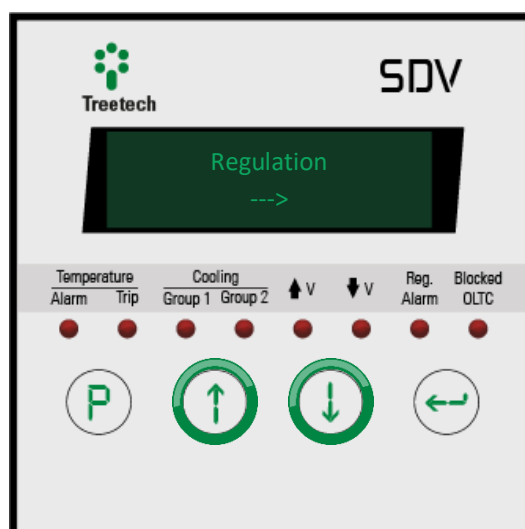 Treetech
SDV
Regulation
--->
Temperature
Alarm Trip
Cooling
Group 1 Group 2
V
V
Reg.
Alarm
Blocked
OLTC
P